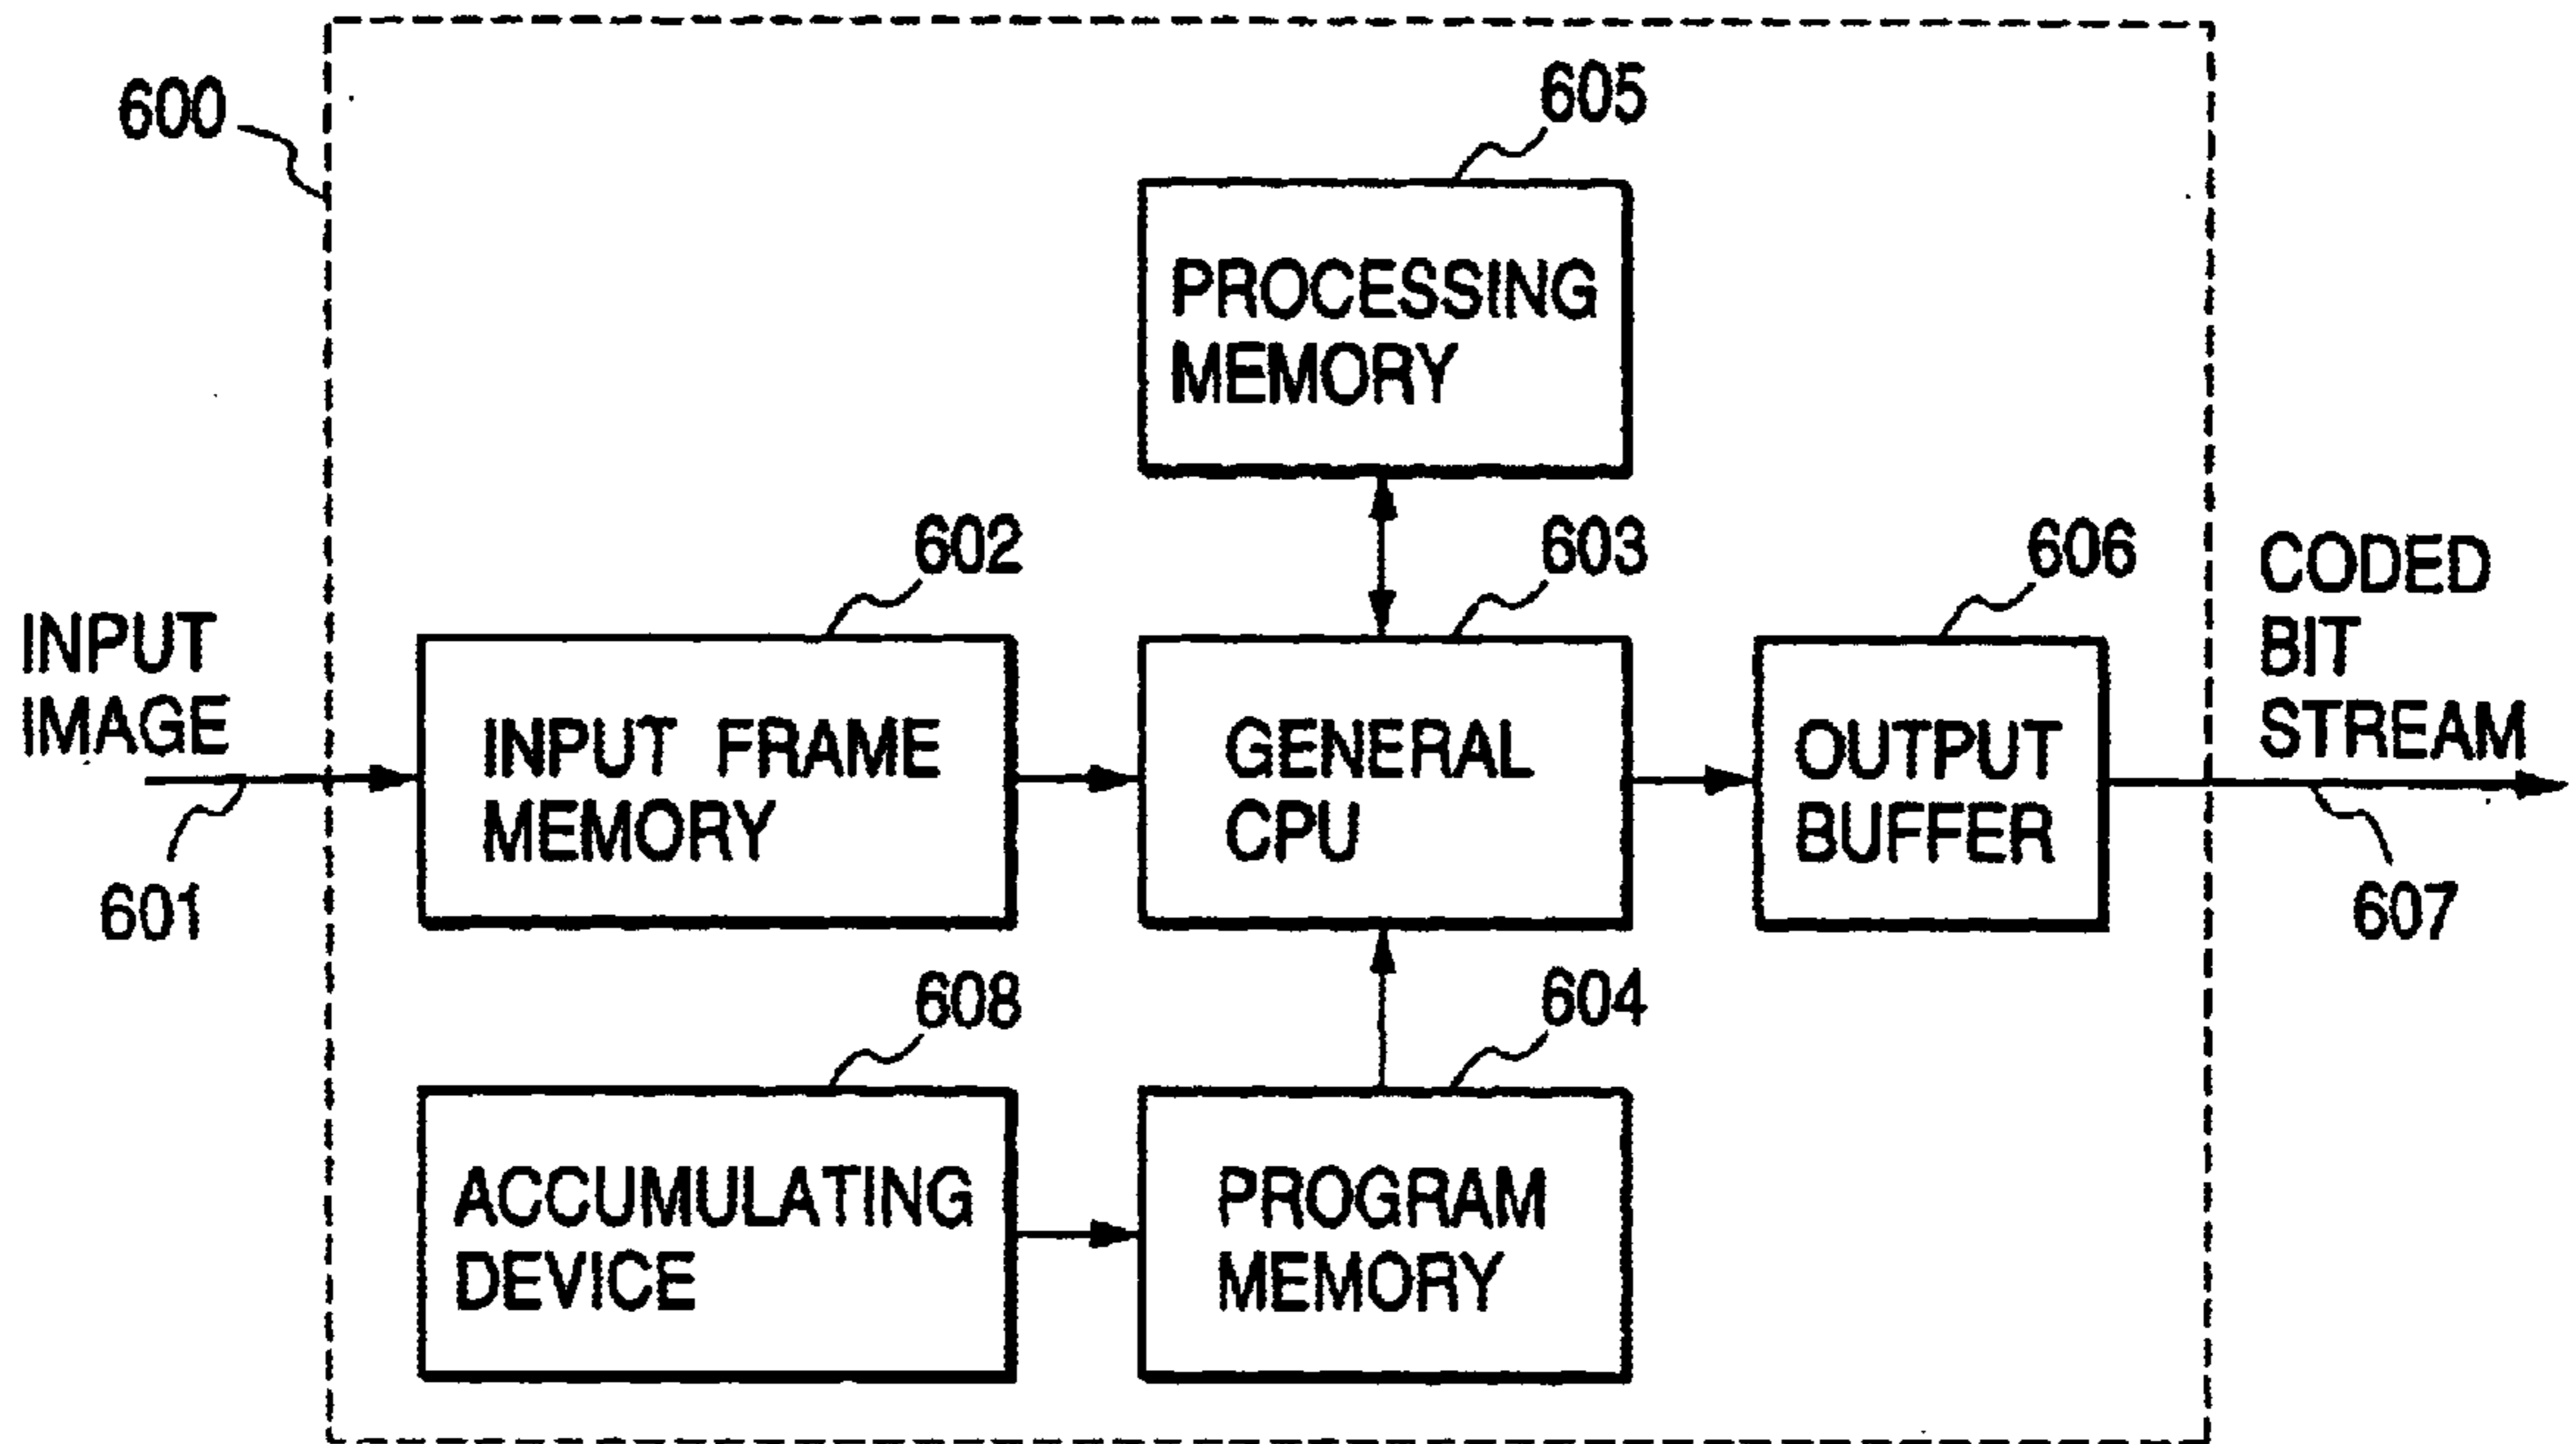 600
605
PROCESSING
MEMORY
602
603
606
CODED
BIT
STREAM
INPUT
IMAGE
INPUT FRAME
MEMORY
GENERAL
CPU
OUTPUT
BUFFER
601
607
608
604
ACCUMULATING
DEVICE
PROGRAM
MEMORY